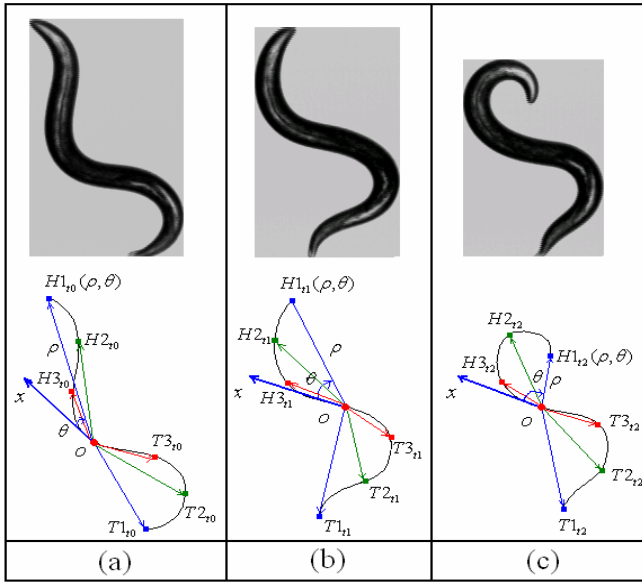 H1t0(ρ, θ)
H2t0
ρ
H3t0
x
θ
O
T3t0
T2t0
T1t0
H1t1(ρ, θ)
H2t1
ρ
θ
x
H3t1
O
T3t1
T2t1
T1t1
H2t2
H1t2(ρ, θ)
H3t2
θ
ρ
x
O
T3t2
T2t2
T1t2
(a)
(b)
(c)